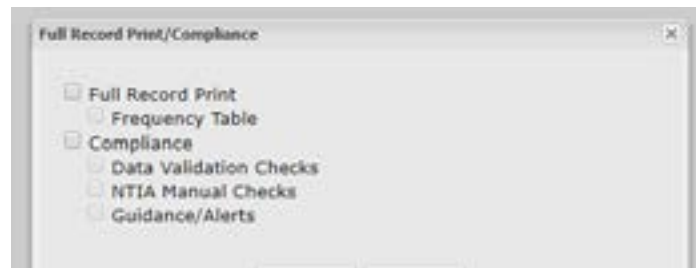 Full Record Print/Compliance
Full Record Print
Frequency Table
Compliance
Data Validation Checks
NTIA Manual Checks
Guidance/Alerts